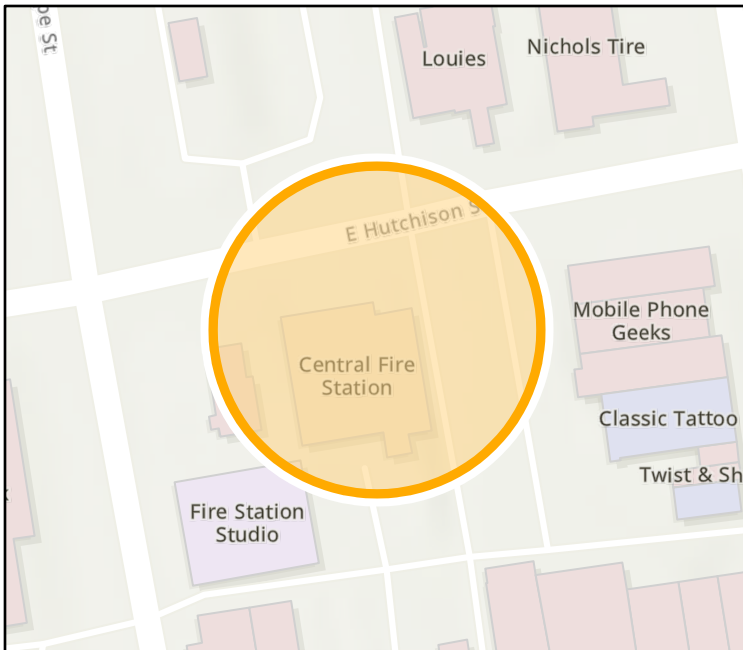 Louies
Nichols Tire
E Hutchison
Mobile Phone
Geeks
Central Fire
Station
Classic Tattoo
Twist & Sh
Fire Station
Studio